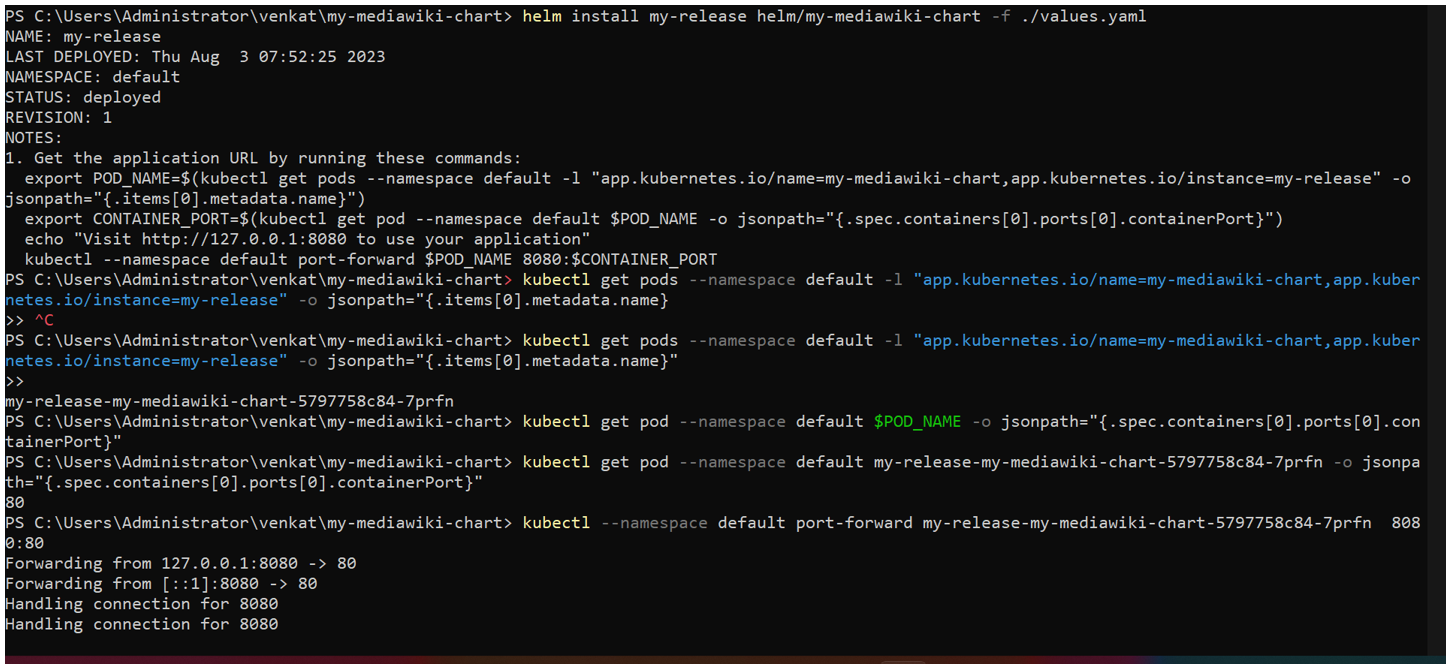 PS C:\Users\Administrator\venkat\my-mediawiki-chart> helm install my-release helm/my-mediawiki-chart -f ./values.yaml
NAME: my-release
LAST DEPLOYED: Thu Aug  3 07:52:25 2023
NAMESPACE: default
STATUS: deployed
REVISION: 1
NOTES:
1. Get the application URL by running these commands:
  export POD_NAME=$(kubectl get pods --namespace default -l "app.kubernetes.io/name=my-mediawiki-chart,app.kubernetes.io/instance=my-release" -o
jsonpath="{.items[0].metadata.name}")
  export CONTAINER_PORT=$(kubectl get pod --namespace default $POD_NAME -o jsonpath="{.spec.containers[0].ports[0].containerPort}")
  echo "Visit http://127.0.0.1:8080 to use your application"
  kubectl --namespace default port-forward $POD_NAME 8080:$CONTAINER_PORT
PS C:\Users\Administrator\venkat\my-mediawiki-chart> kubectl get pods --namespace default -l "app.kubernetes.io/name=my-mediawiki-chart,app.kuber
netes.io/instance=my-release" -o jsonpath="{.items[0].metadata.name}
>> ^C
PS C:\Users\Administrator\venkat\my-mediawiki-chart> kubectl get pods --namespace default -l "app.kubernetes.io/name=my-mediawiki-chart,app.kuber
netes.io/instance=my-release" -o jsonpath="{.items[0].metadata.name}"
>>
my-release-my-mediawiki-chart-5797758c84-7prfn
PS C:\Users\Administrator\venkat\my-mediawiki-chart> kubectl get pod --namespace default $POD_NAME -o jsonpath="{.spec.containers[0].ports[0].con
tainerPort}"
PS C:\Users\Administrator\venkat\my-mediawiki-chart> kubectl get pod --namespace default my-release-my-mediawiki-chart-5797758c84-7prfn -o jsonpa
th="{.spec.containers[0].ports[0].containerPort}"
80
PS C:\Users\Administrator\venkat\my-mediawiki-chart> kubectl --namespace default port-forward my-release-my-mediawiki-chart-5797758c84-7prfn  808
0:80
Forwarding from 127.0.0.1:8080 -> 80
Forwarding from [::1]:8080 -> 80
Handling connection for 8080
Handling connection for 8080